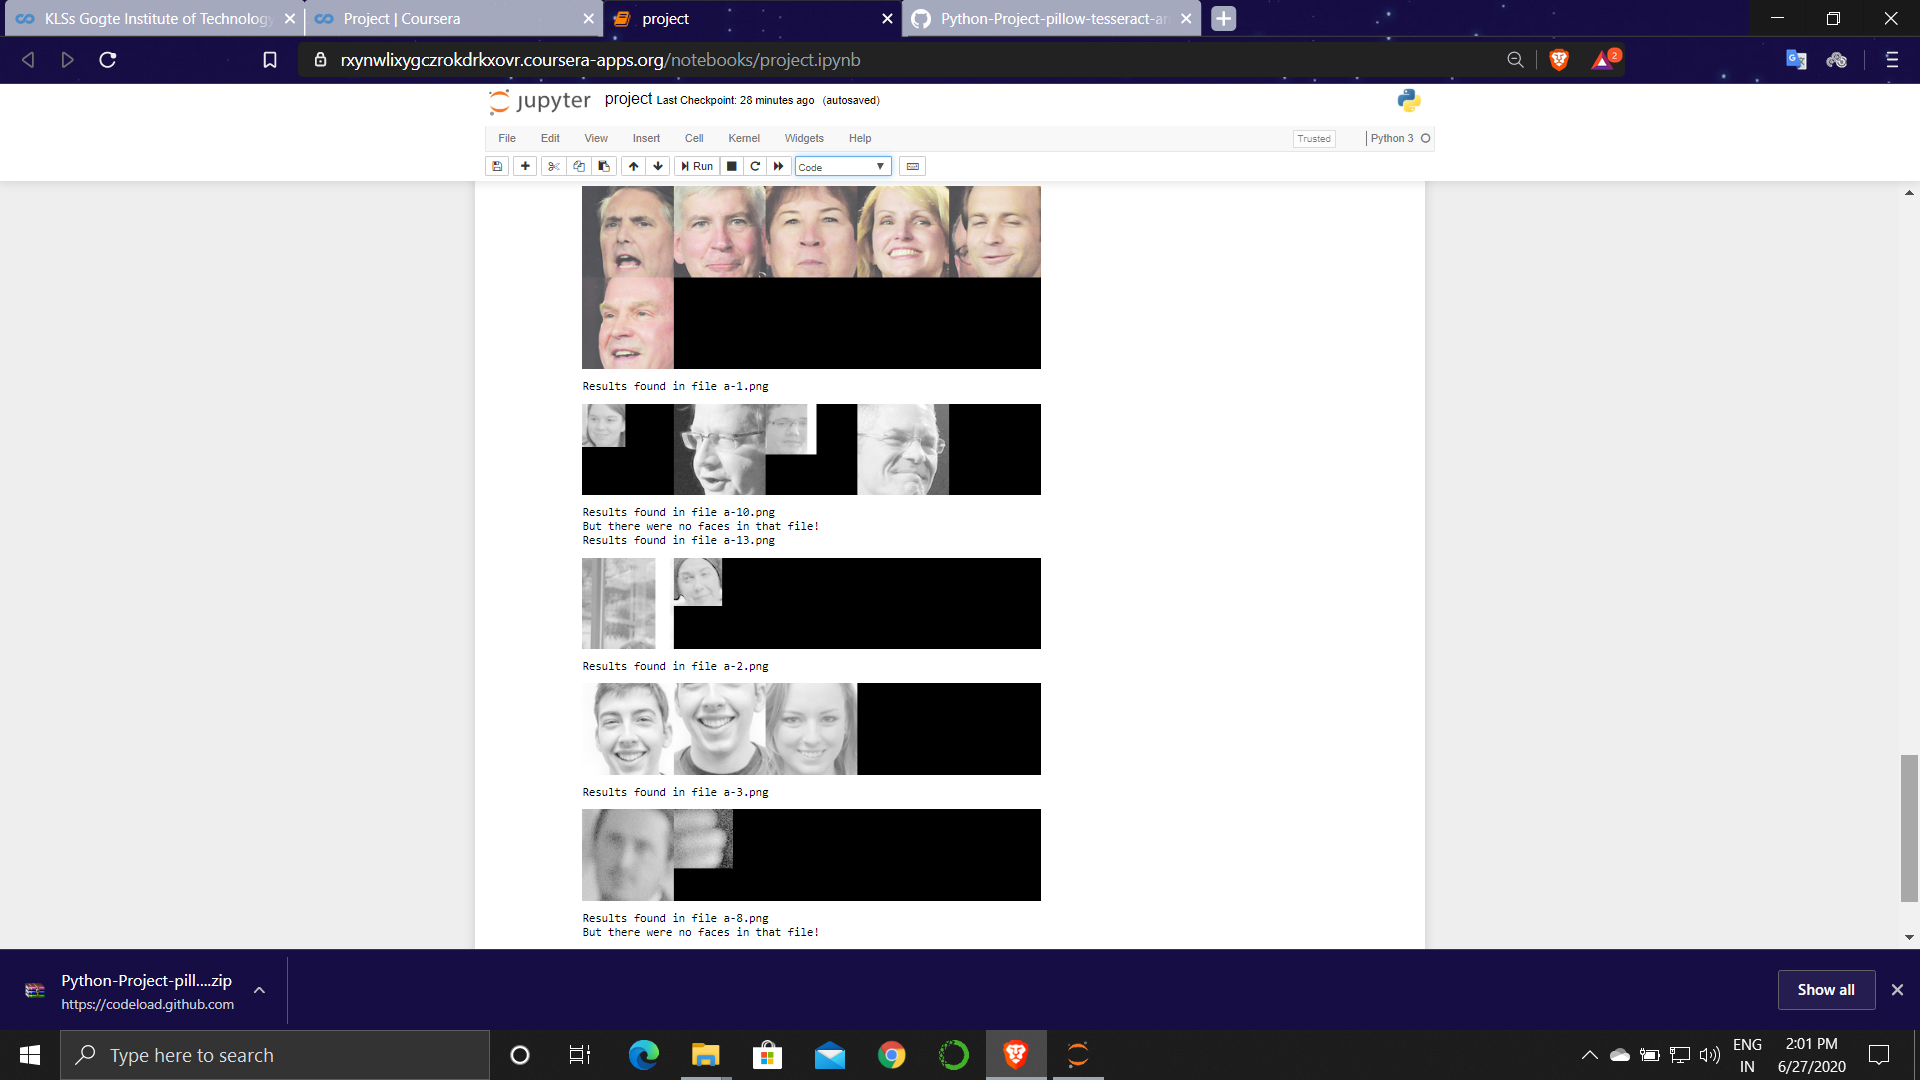 KLSs Gogte Institute of Technology
Project | Coursera
project
Python-Project-pillow-tesseract-an
rxynwlixygczrokdrkxovr.coursera-apps.org/notebooks/project.ipynb
2
jupyter project Last Checkpoint: 28 minutes ago (autosaved)
File Edit View Insert Cell Kernel Widgets Help Trusted Python 3
Run Code
Results found in file a-1.png
Results found in file a-10.png
But there were no faces in that file!
Results found in file a-13.png
Results found in file a-2.png
Results found in file a-3.png
Results found in file a-8.png
But there were no faces in that file!
Python-Project-pill....zip
https://codeload.github.com
Show all
Type here to search
ENG
IN
2:01 PM
6/27/2020